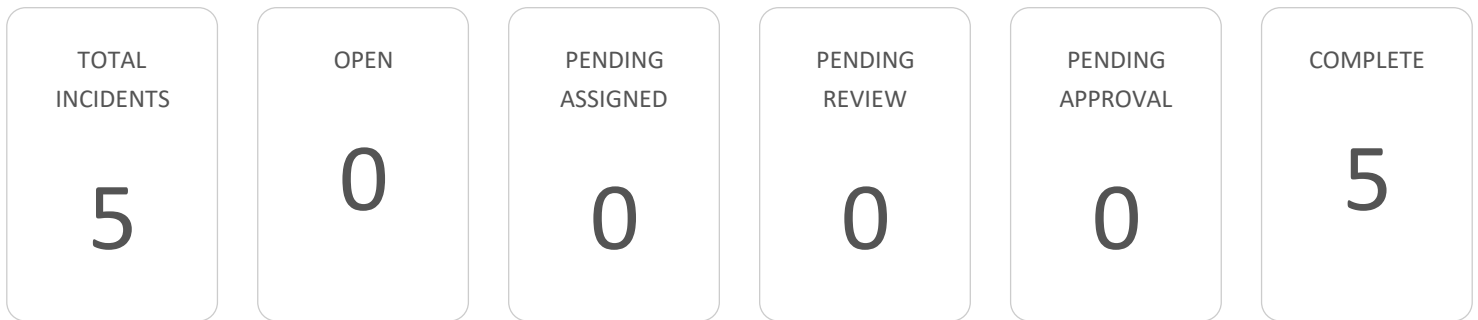 TOTAL
INCIDENTS
5
OPEN
0
PENDING
ASSIGNED
0
PENDING
REVIEW
0
PENDING
APPROVAL
0
COMPLETE
5